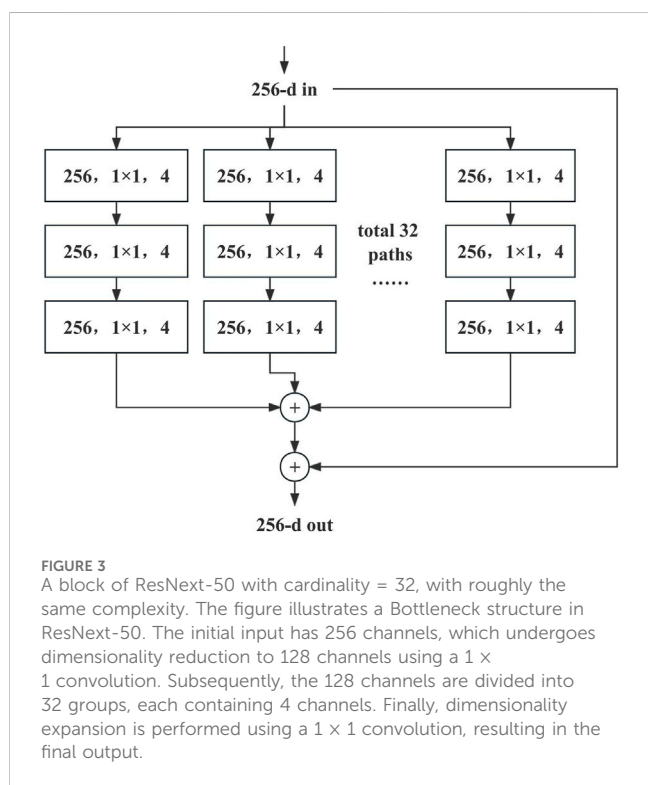 256-d in
256，1×1，4
256，1×1，4
256，1×1，4
256，1×1，4
256，1×1，4
total 32
paths
......
256，1×1，4
256，1×1，4
256，1×1，4
256，1×1，4
+
+
256-d out
FIGURE 3
A block of ResNext-50 with cardinality = 32, with roughly the
same complexity. The figure illustrates a Bottleneck structure in
ResNext-50. The initial input has 256 channels, which undergoes
dimensionality reduction to 128 channels using a 1 ×
1 convolution. Subsequently, the 128 channels are divided into
32 groups, each containing 4 channels. Finally, dimensionality
expansion is performed using a 1 × 1 convolution, resulting in the
final output.